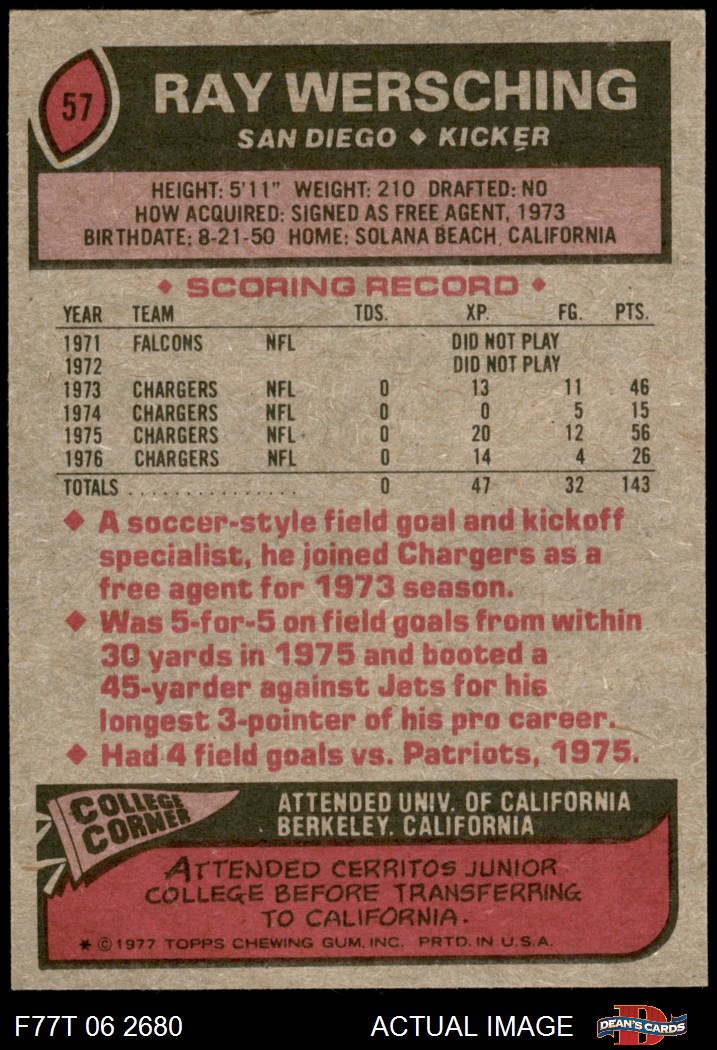 57
RAY WERSCHING
SAN DIEGO ◆ KICKER
HEIGHT: 5'11" WEIGHT: 210 DRAFTED: NO
HOW ACQUIRED: SIGNED AS FREE AGENT, 1973
BIRTHDATE: 8-21-50 HOME: SOLANA BEACH, CALIFORNIA
◆ SCORING RECORD ◆
YEAR TEAM TDS. XP. FG. PTS.
1971 FALCONS NFL DID NOT PLAY
1972 DID NOT PLAY
1973 CHARGERS NFL 0 13 11 46
1974 CHARGERS NFL 0 0 5 15
1975 CHARGERS NFL 0 20 12 56
1976 CHARGERS NFL 0 14 4 26
TOTALS ................ 0 47 32 143
◆ A soccer-style field goal and kickoff
specialist, he joined Chargers as a
free agent for 1973 season.
◆ Was 5-for-5 on field goals from within
30 yards in 1975 and booted a
45-yarder against Jets for his
longest 3-pointer of his pro career.
◆ Had 4 field goals vs. Patriots, 1975.
COLLEGE
CORNER
ATTENDED UNIV. OF CALIFORNIA
BERKELEY, CALIFORNIA
ATTENDED CERRITOS JUNIOR
COLLEGE BEFORE TRANSFERRING
TO CALIFORNIA.
* © 1977 TOPPS CHEWING GUM, INC. PRTD. IN U.S.A.
F77T 06 2680 ACTUAL IMAGE
D
DEAN'S CARDS